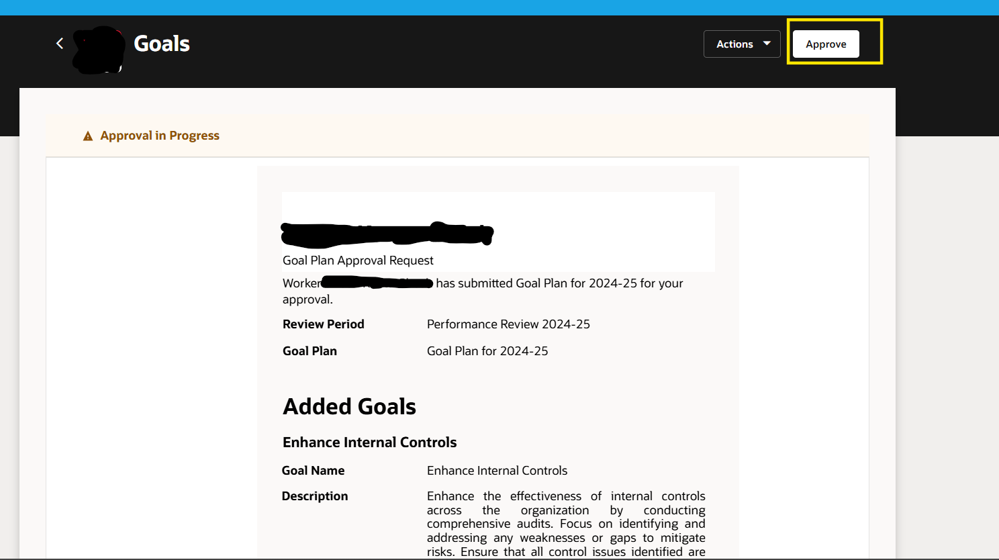 Goals
Actions
Approve
Approval in Progress
Goal Plan Approval Request
Worker has submitted Goal Plan for 2024-25 for your
approval.
Review Period Performance Review 2024-25
Goal Plan Goal Plan for 2024-25
Added Goals
Enhance Internal Controls
Goal Name Enhance Internal Controls
Description Enhance the effectiveness of internal controls
across the organization by conducting
comprehensive audits. Focus on identifying and
addressing any weaknesses or gaps to mitigate
risks. Ensure that all control issues identified are